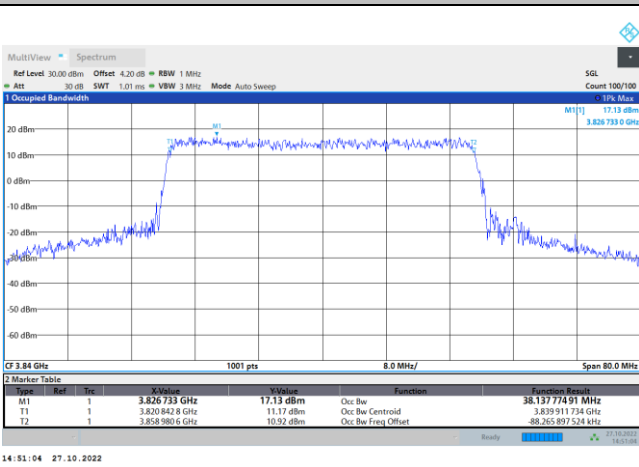 MultiView Spectrum
Ref Level 30.00 dBm Offset 4.20 dB RBW 1 MHz SGL
Att 30 dB SWT 1.01 ms VBW 3 MHz Mode Auto Sweep Count 100/100
1 Occupied Bandwidth 1Pk Max
M1[1] 17.13 dBm
3.826 733 0 GHz
M1
20 dBm
T1 T2
10 dBm
0 dBm
-10 dBm
-20 dBm
-30 dBm
-40 dBm
-50 dBm
-60 dBm
CF 3.84 GHz 1001 pts 8.0 MHz/ Span 80.0 MHz
2 Marker Table
Type Ref Trc X-Value Y-Value Function Function Result
M1 1 3.826 733 GHz 17.13 dBm Occ Bw 38.137 774 91 MHz
T1 1 3.820 842 8 GHz 11.17 dBm Occ Bw Centroid 3.839 911 734 GHz
T2 1 3.858 980 6 GHz 10.92 dBm Occ Bw Freq Offset -88.265 897 524 kHz
Ready 27.10.2022
14:51:04
14:51:04 27.10.2022